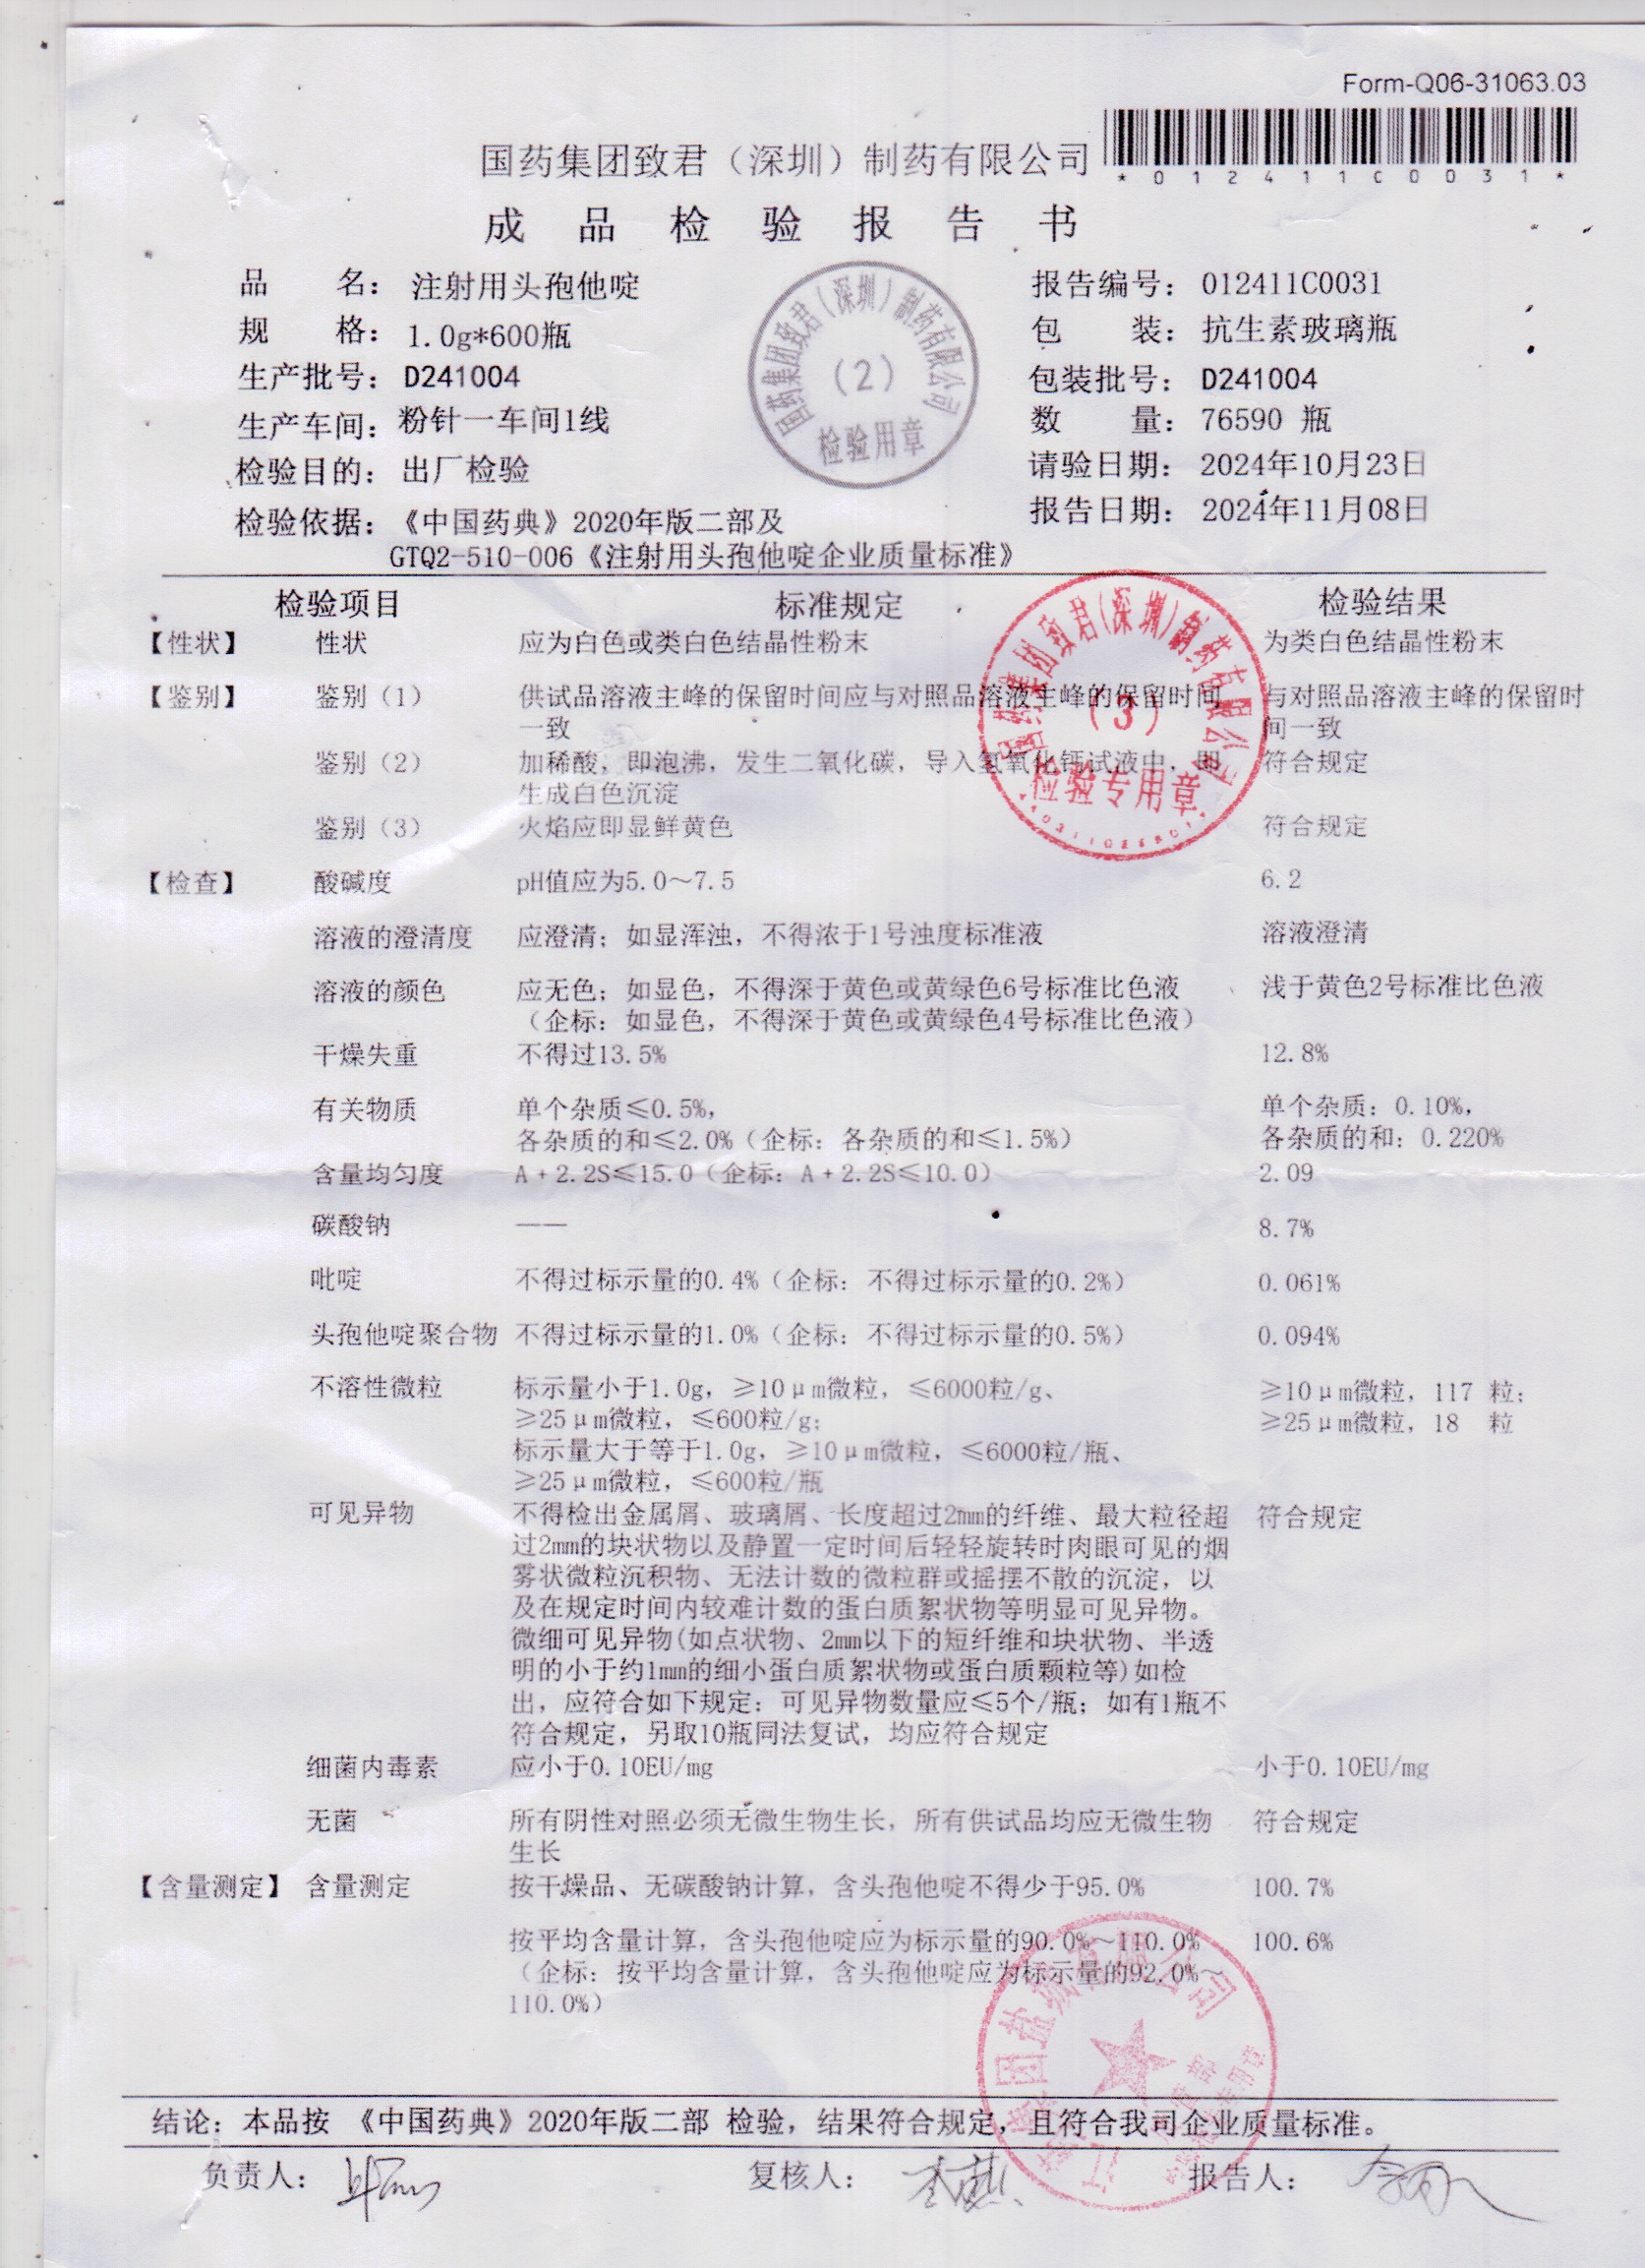 Form-Q06-31063.03
国药集团致君（深圳）制药有限公司
*012411C0031*
成品检验报告书
品名： 注射用头孢他啶 报告编号： 012411C0031
规格： 1.0g*600瓶 包装： 抗生素玻璃瓶
生产批号： D241004 包装批号： D241004
生产车间： 粉针一车间1线 数量： 76590 瓶
检验目的： 出厂检验 请验日期： 2024年10月23日
检验依据： 《中国药典》2020年版二部及 报告日期： 2024年11月08日
GTQ2-510-006《注射用头孢他啶企业质量标准》
国药集团致君（深圳）制药有限公司
（2）
检验用章
检验项目 标准规定 检验结果
【性状】 性状 应为白色或类白色结晶性粉末 为类白色结晶性粉末
【鉴别】 鉴别（1） 供试品溶液主峰的保留时间应与对照品溶液主峰的保留时间 与对照品溶液主峰的保留时
一致 间一致
鉴别（2） 加稀酸，即泡沸，发生二氧化碳，导入氢氧化钙试液中，即 符合规定
生成白色沉淀
鉴别（3） 火焰应即显鲜黄色 符合规定
国药集团致君（深圳）制药有限公司
（3）
检验专用章
【检查】 酸碱度 pH值应为5.0～7.5 6.2
溶液的澄清度 应澄清；如显浑浊，不得浓于1号浊度标准液 溶液澄清
溶液的颜色 应无色；如显色，不得深于黄色或黄绿色6号标准比色液 浅于黄色2号标准比色液
（企标：如显色，不得深于黄色或黄绿色4号标准比色液）
干燥失重 不得过13.5% 12.8%
有关物质 单个杂质≤0.5%， 单个杂质：0.10%，
各杂质的和≤2.0%（企标：各杂质的和≤1.5%） 各杂质的和：0.220%
含量均匀度 A＋2.2S≤15.0（企标：A＋2.2S≤10.0） 2.09
碳酸钠 —— 8.7%
吡啶 不得过标示量的0.4%（企标：不得过标示量的0.2%） 0.061%
头孢他啶聚合物 不得过标示量的1.0%（企标：不得过标示量的0.5%） 0.094%
不溶性微粒 标示量小于1.0g，≥10μm微粒，≤6000粒/g、 ≥10μm微粒，117 粒；
≥25μm微粒，≤600粒/g； ≥25μm微粒，18 粒
标示量大于等于1.0g，≥10μm微粒，≤6000粒/瓶、
≥25μm微粒，≤600粒/瓶
可见异物 不得检出金属屑、玻璃屑、长度超过2mm的纤维、最大粒径超 符合规定
过2mm的块状物以及静置一定时间后轻轻旋转时肉眼可见的烟
雾状微粒沉积物、无法计数的微粒群或摇摆不散的沉淀，以
及在规定时间内较难计数的蛋白质絮状物等明显可见异物。
微细可见异物(如点状物、2mm以下的短纤维和块状物、半透
明的小于约1mm的细小蛋白质絮状物或蛋白质颗粒等)如检
出，应符合如下规定：可见异物数量应≤5个/瓶；如有1瓶不
符合规定，另取10瓶同法复试，均应符合规定
细菌内毒素 应小于0.10EU/mg 小于0.10EU/mg
无菌 所有阴性对照必须无微生物生长，所有供试品均应无微生物 符合规定
生长
【含量测定】 含量测定 按干燥品、无碳酸钠计算，含头孢他啶不得少于95.0% 100.7%
按平均含量计算，含头孢他啶应为标示量的90.0%～110.0% 100.6%
（企标：按平均含量计算，含头孢他啶应为标示量的92.0%～
110.0%）
结论：本品按 《中国药典》2020年版二部 检验，结果符合规定，且符合我司企业质量标准。
负责人： 复核人： 报告人：